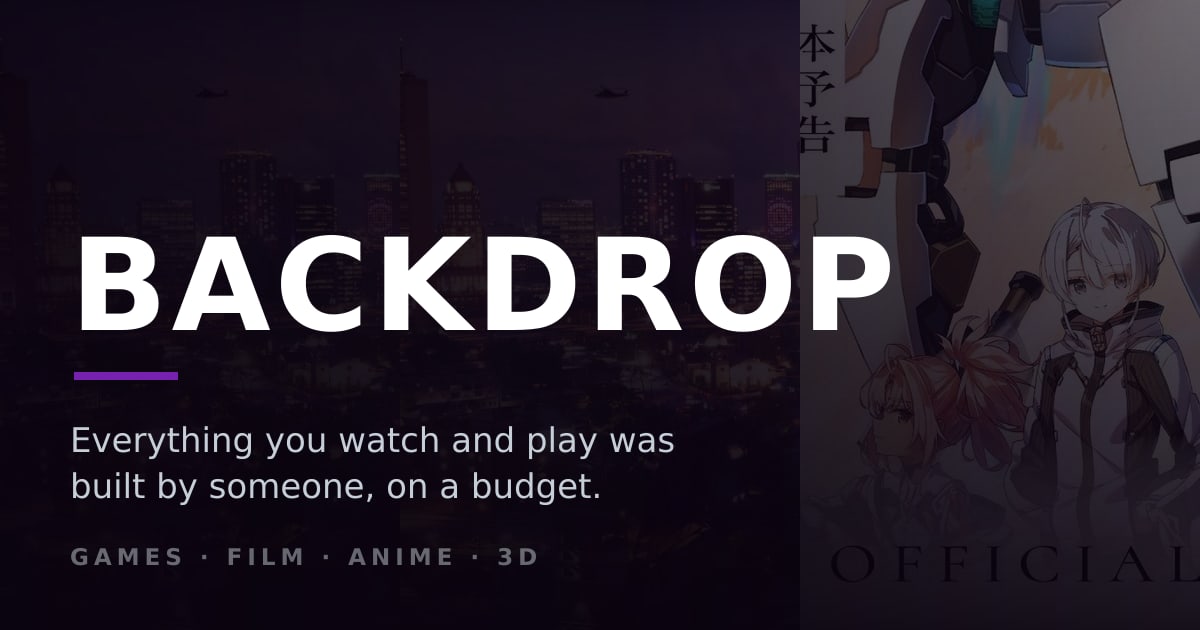 本予告
BACKDROP
Everything you watch and play was
built by someone, on a budget.
GAMES · FILM · ANIME · 3D
OFFICIAL